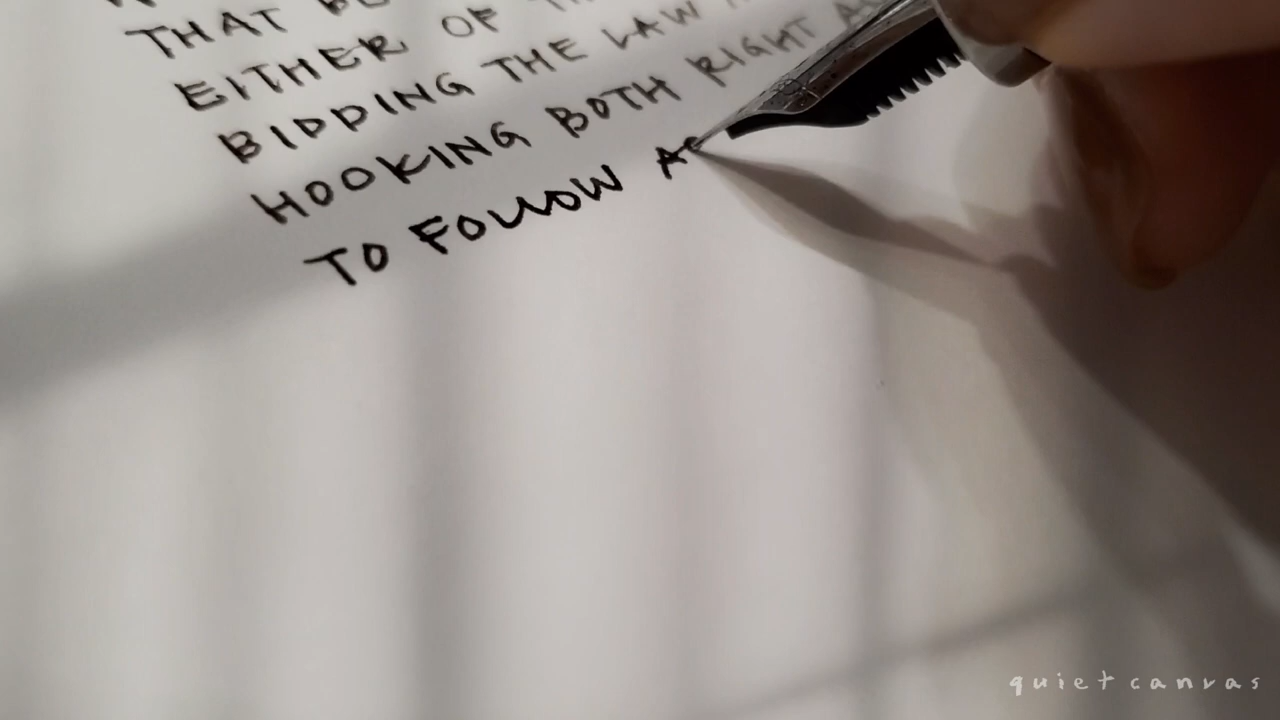 THAT
EITHER OF
BIDDING THE LAW
HOOKING BOTH RIGHT
TO FOLLOW
quiet canvas